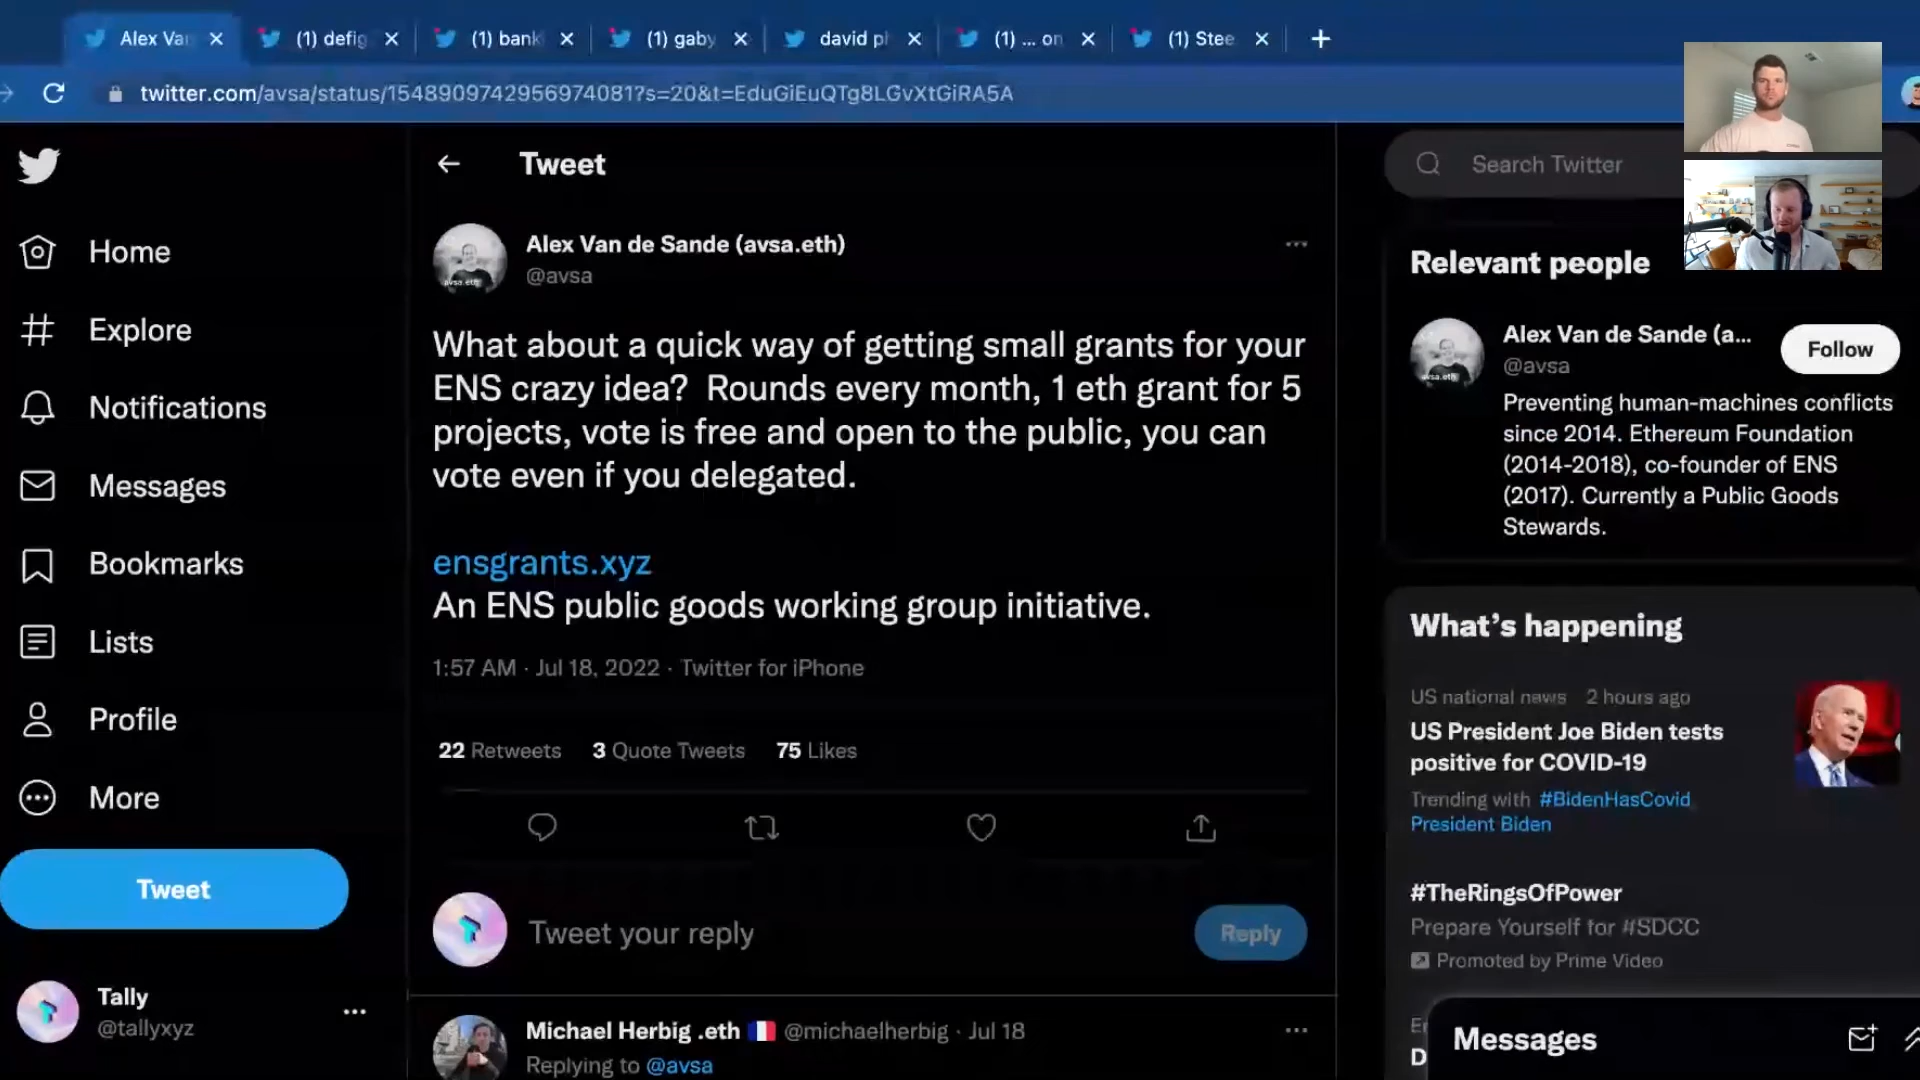 Alex Va
(1) defig
(1) bank
(1) gaby
david pl
(1) ... on
(1) Stee
twitter.com/avsa/status/1548909742956974081?s=20&t=EduGiEuQTg8LGvXtGiRA5A
Home
Explore
Notifications
Messages
Bookmarks
Lists
Profile
More
Tweet
Tally
@tallyxyz
Tweet
Alex Van de Sande (avsa.eth)
@avsa
What about a quick way of getting small grants for your
ENS crazy idea? Rounds every month, 1 eth grant for 5
projects, vote is free and open to the public, you can
vote even if you delegated.
ensgrants.xyz
An ENS public goods working group initiative.
1:57 AM · Jul 18, 2022 · Twitter for iPhone
22 Retweets 3 Quote Tweets 75 Likes
Tweet your reply
Reply
Michael Herbig .eth 🇫🇷 @michaelherbig · Jul 18
Replying to @avsa
Search Twitter
Relevant people
Alex Van de Sande (a...
@avsa
Follow
Preventing human-machines conflicts
since 2014. Ethereum Foundation
(2014-2018), co-founder of ENS
(2017). Currently a Public Goods
Stewards.
What's happening
US national news 2 hours ago
US President Joe Biden tests
positive for COVID-19
Trending with #BidenHasCovid
President Biden
#TheRingsOfPower
Prepare Yourself for #SDCC
Promoted by Prime Video
Messages